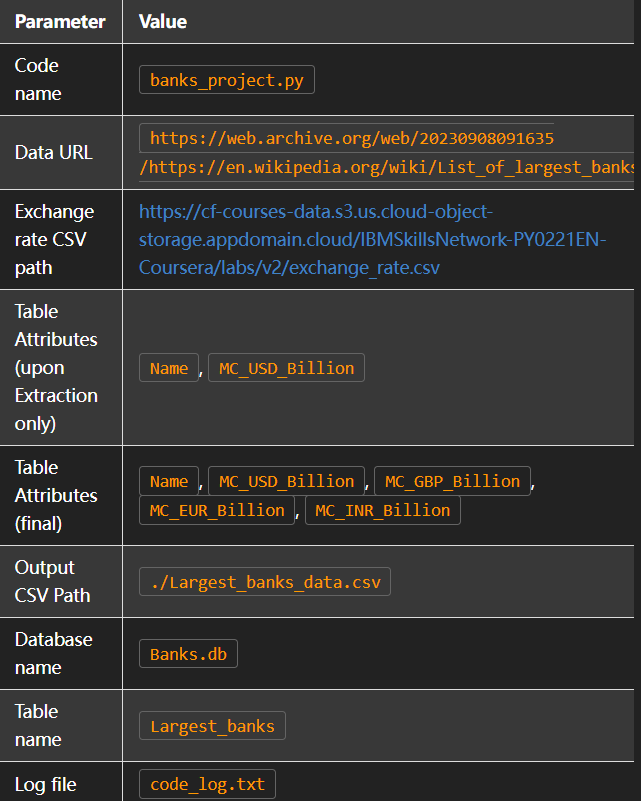 Parameter Value
Code name banks_project.py
Data URL https://web.archive.org/web/20230908091635
/https://en.wikipedia.org/wiki/List_of_largest_banks
Exchange rate CSV path https://cf-courses-data.s3.us.cloud-object-
storage.appdomain.cloud/IBMSkillsNetwork-PY0221EN-
Coursera/labs/v2/exchange_rate.csv
Table Attributes (upon Extraction only) Name, MC_USD_Billion
Table Attributes (final) Name, MC_USD_Billion, MC_GBP_Billion,
MC_EUR_Billion, MC_INR_Billion
Output CSV Path ./Largest_banks_data.csv
Database name Banks.db
Table name Largest_banks
Log file code_log.txt